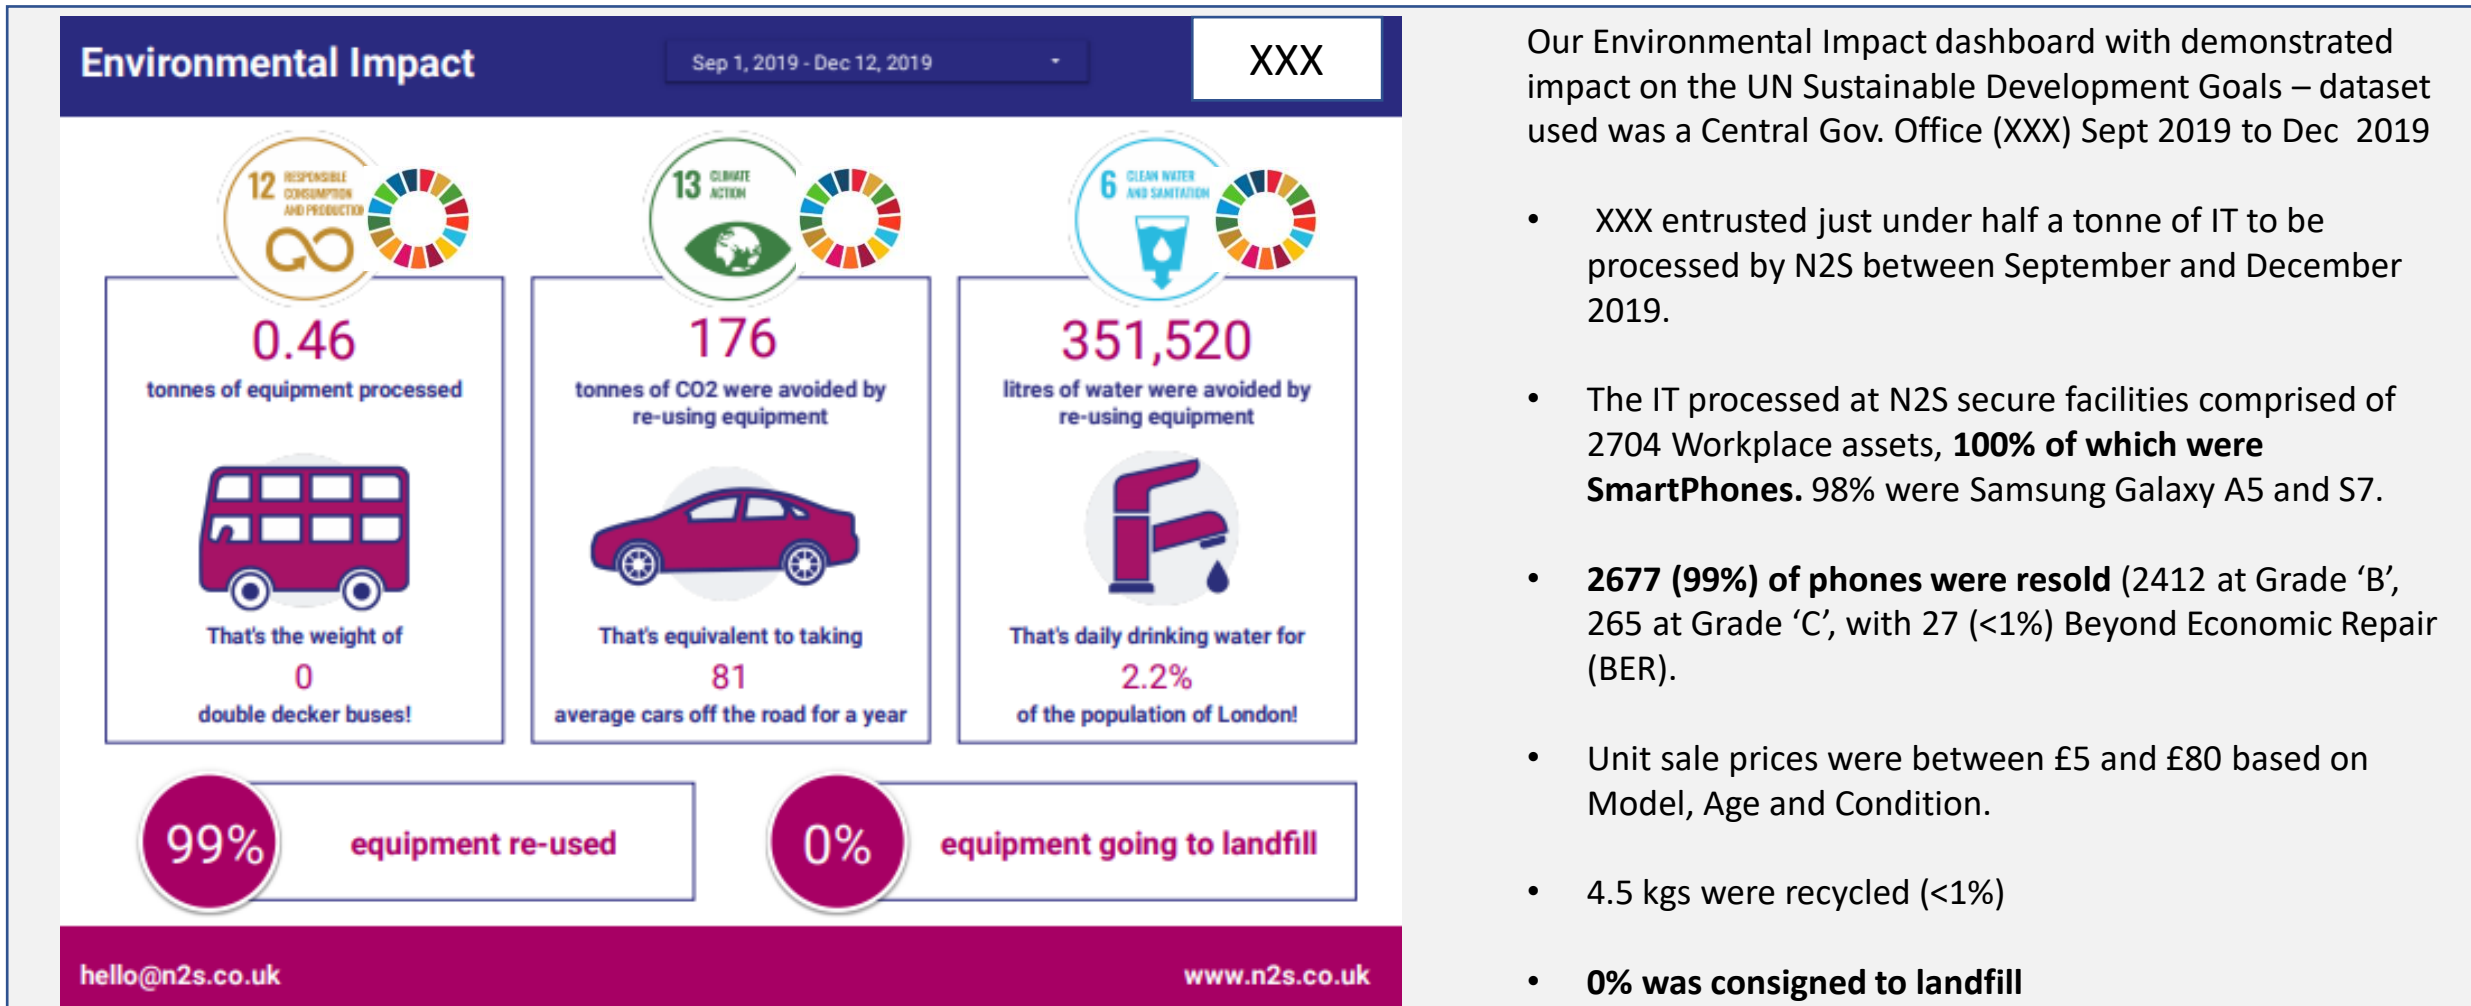 Environmental Impact
Sep 1, 2019 - Dec 12, 2019
XXX
12 RESPONSIBLE
CONSUMPTION
AND PRODUCTION
13 CLIMATE
ACTION
6 CLEAN WATER
AND SANITATION
0.46
tonnes of equipment processed
That's the weight of
0
double decker buses!
176
tonnes of CO2 were avoided by
re-using equipment
That's equivalent to taking
81
average cars off the road for a year
351,520
litres of water were avoided by
re-using equipment
That's daily drinking water for
2.2%
of the population of London!
99%
equipment re-used
0%
equipment going to landfill
hello@n2s.co.uk
www.n2s.co.uk
Our Environmental Impact dashboard with demonstrated
impact on the UN Sustainable Development Goals – dataset
used was a Central Gov. Office (XXX) Sept 2019 to Dec 2019
• XXX entrusted just under half a tonne of IT to be
processed by N2S between September and December
2019.
• The IT processed at N2S secure facilities comprised of
2704 Workplace assets, 100% of which were
SmartPhones. 98% were Samsung Galaxy A5 and S7.
• 2677 (99%) of phones were resold (2412 at Grade ‘B’,
265 at Grade ‘C’, with 27 (<1%) Beyond Economic Repair
(BER).
• Unit sale prices were between £5 and £80 based on
Model, Age and Condition.
• 4.5 kgs were recycled (<1%)
• 0% was consigned to landfill